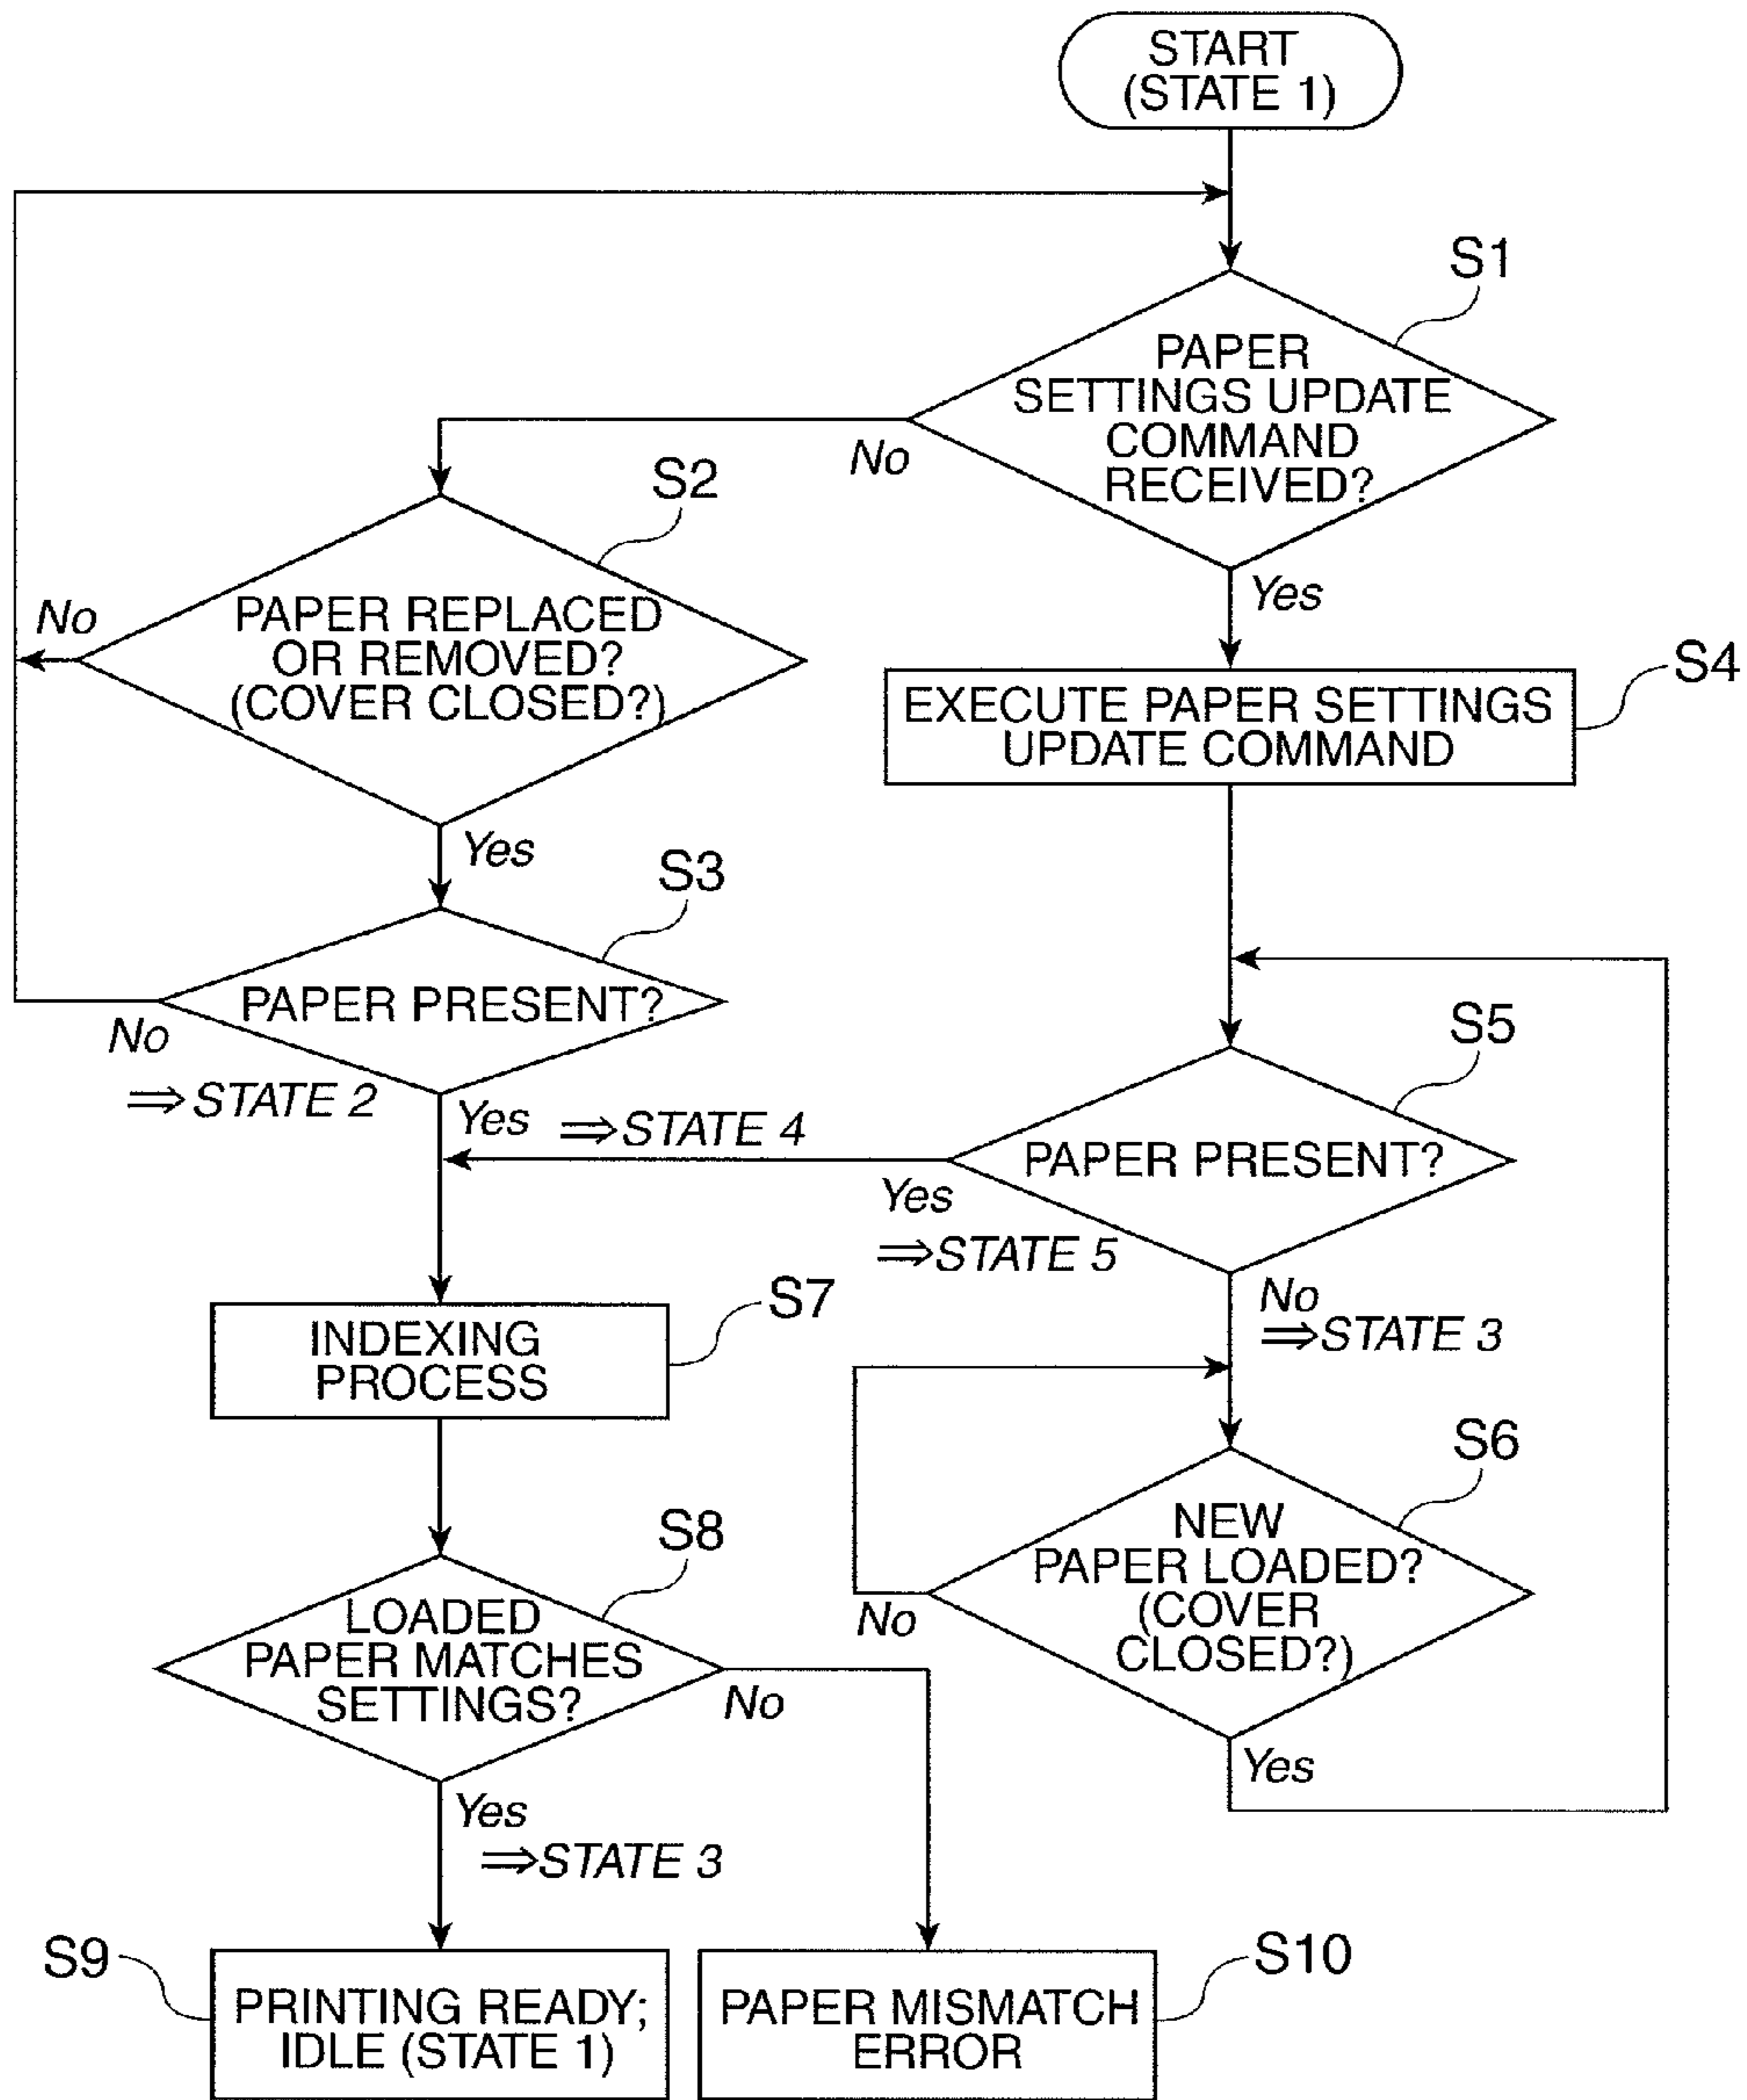 START
(STATE 1)
S1
PAPER
SETTINGS UPDATE
COMMAND
RECEIVED?
No
Yes
S2
PAPER REPLACED
OR REMOVED?
(COVER CLOSED?)
No
Yes
S4
EXECUTE PAPER SETTINGS
UPDATE COMMAND
S3
PAPER PRESENT?
No
⇒STATE 2
Yes
⇒STATE 4
S5
PAPER PRESENT?
Yes
⇒STATE 5
No
⇒STATE 3
S7
INDEXING
PROCESS
S6
NEW
PAPER LOADED?
(COVER
CLOSED?)
No
Yes
S8
LOADED
PAPER MATCHES
SETTINGS?
No
Yes
⇒STATE 3
S9
PRINTING READY;
IDLE (STATE 1)
S10
PAPER MISMATCH
ERROR